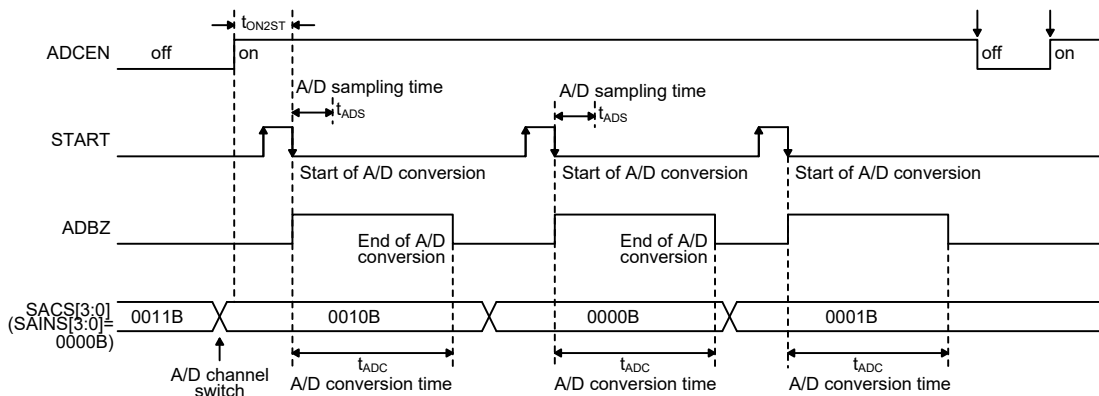 tON2ST
ADCEN
off
on
off
on
A/D sampling time
tADS
A/D sampling time
tADS
START
Start of A/D conversion
Start of A/D conversion
Start of A/D conversion
ADBZ
End of A/D
conversion
End of A/D
conversion
SACS[3:0]
(SAINS[3:0]=
0000B)
0011B
0010B
0000B
0001B
A/D channel
switch
tADC
A/D conversion time
tADC
A/D conversion time
tADC
A/D conversion time